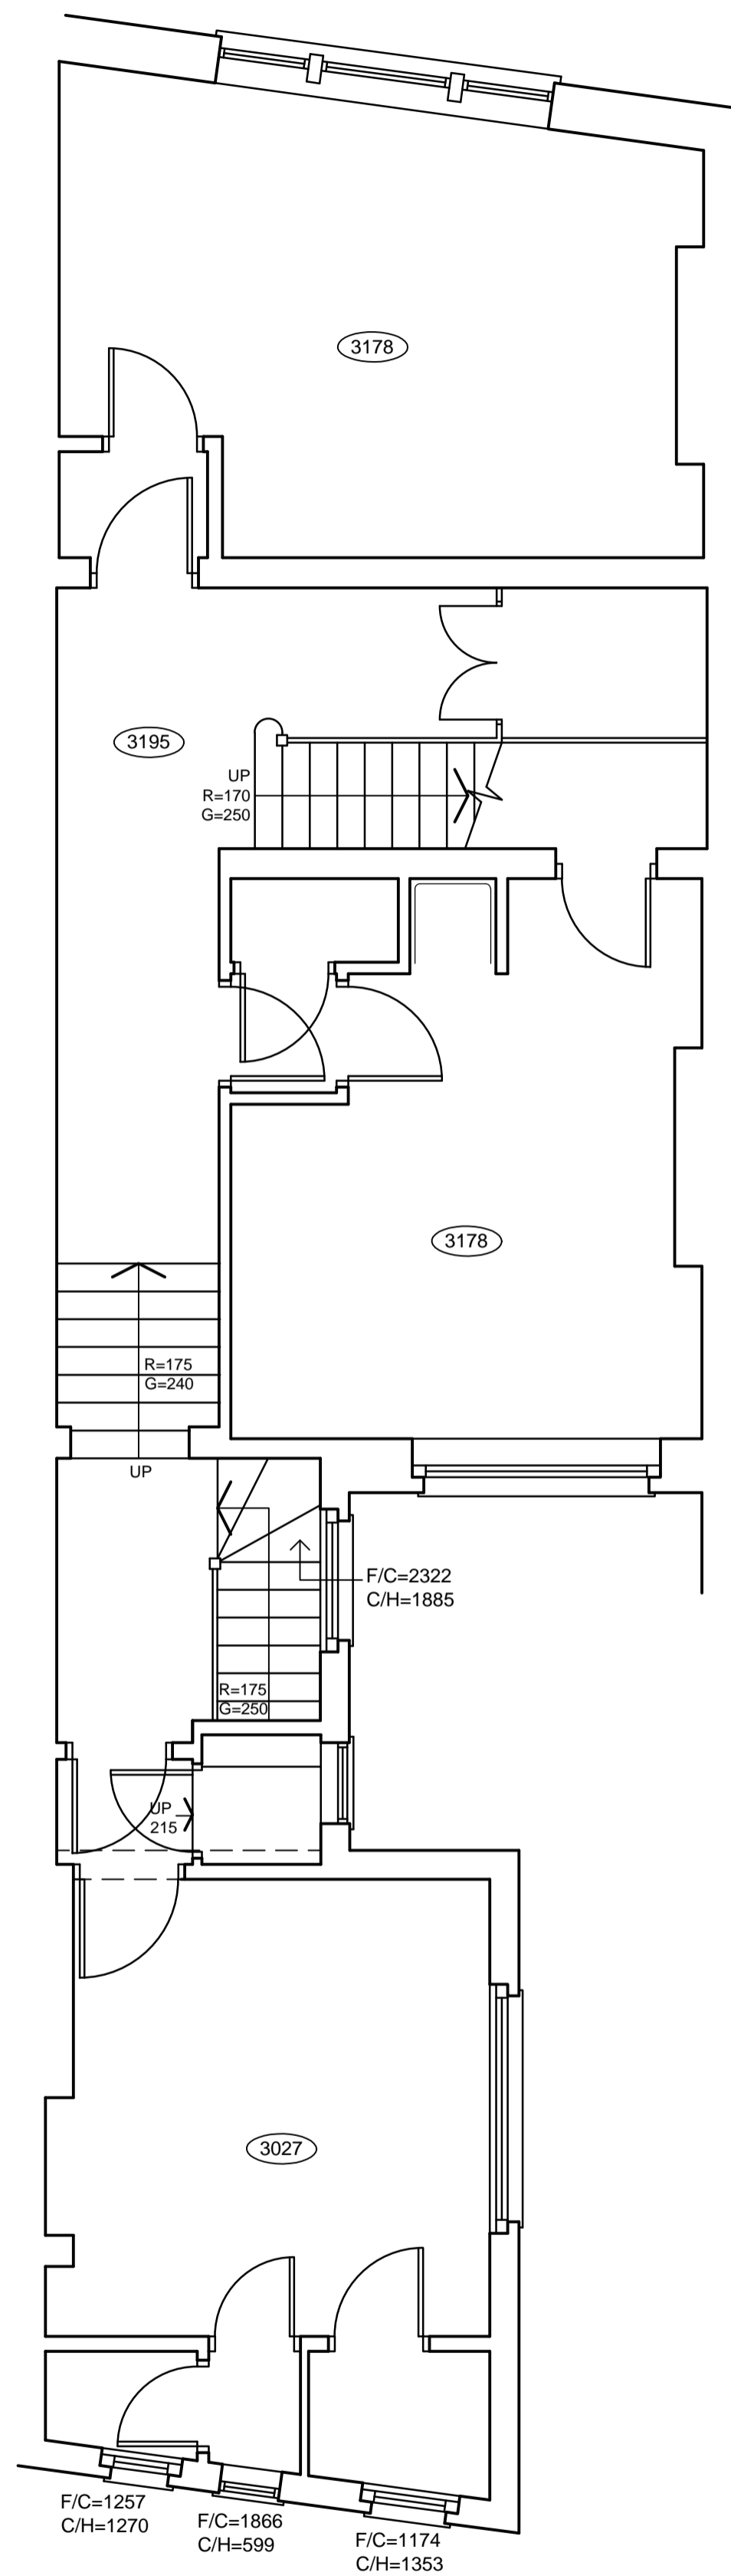 3178
3195
UP
R=170
G=250
3178
R=175
G=240
UP
F/C=2322
C/H=1885
R=175
G=250
UP
215
3027
F/C=1257
C/H=1270
F/C=1866
C/H=599
F/C=1174
C/H=1353